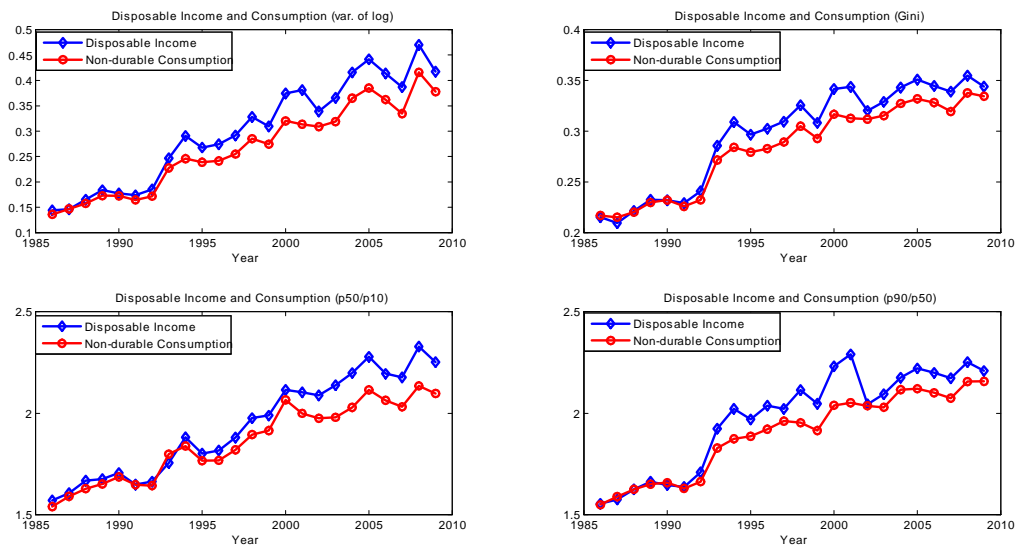 Disposable Income and Consumption (var. of log)
0.5
0.45
0.4
0.35
0.3
0.25
0.2
0.15
0.1
1985 1990 1995 2000 2005 2010
Year
Disposable Income
Non-durable Consumption
Disposable Income and Consumption (Gini)
0.4
0.35
0.3
0.25
0.2
1985 1990 1995 2000 2005 2010
Year
Disposable Income
Non-durable Consumption
Disposable Income and Consumption (p50/p10)
2.5
2
1.5
1985 1990 1995 2000 2005 2010
Year
Disposable Income
Non-durable Consumption
Disposable Income and Consumption (p90/p50)
2.5
2
1.5
1985 1990 1995 2000 2005 2010
Year
Disposable Income
Non-durable Consumption